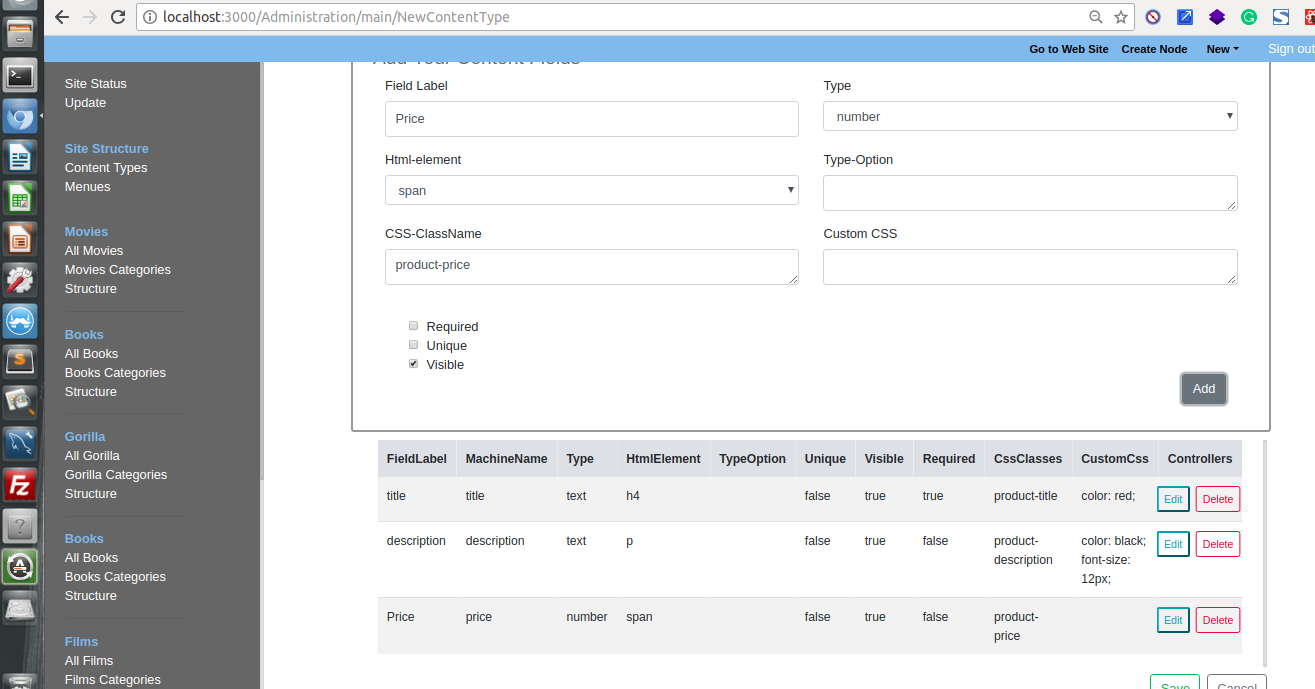 localhost:3000/Administration/main/NewContentType
Go to Web Site Create Node New Sign out
Site Status
Update
Site Structure
Content Types
Menues
Movies
All Movies
Movies Categories
Structure
Books
All Books
Books Categories
Structure
Gorilla
All Gorilla
Gorilla Categories
Structure
Books
All Books
Books Categories
Structure
Films
All Films
Films Categories
Add Your Content Fields
Field Label Type
Price number
Html-element Type-Option
span
CSS-ClassName Custom CSS
product-price
Required
Unique
Visible
Add
FieldLabel MachineName Type HtmlElement TypeOption Unique Visible Required CssClasses CustomCss Controllers
title title text h4 false true true product-title color: red; Edit Delete
description description text p false true false product- color: black; Edit Delete
description font-size:
12px;
Price price number span false true false product- Edit Delete
price
Save Cancel